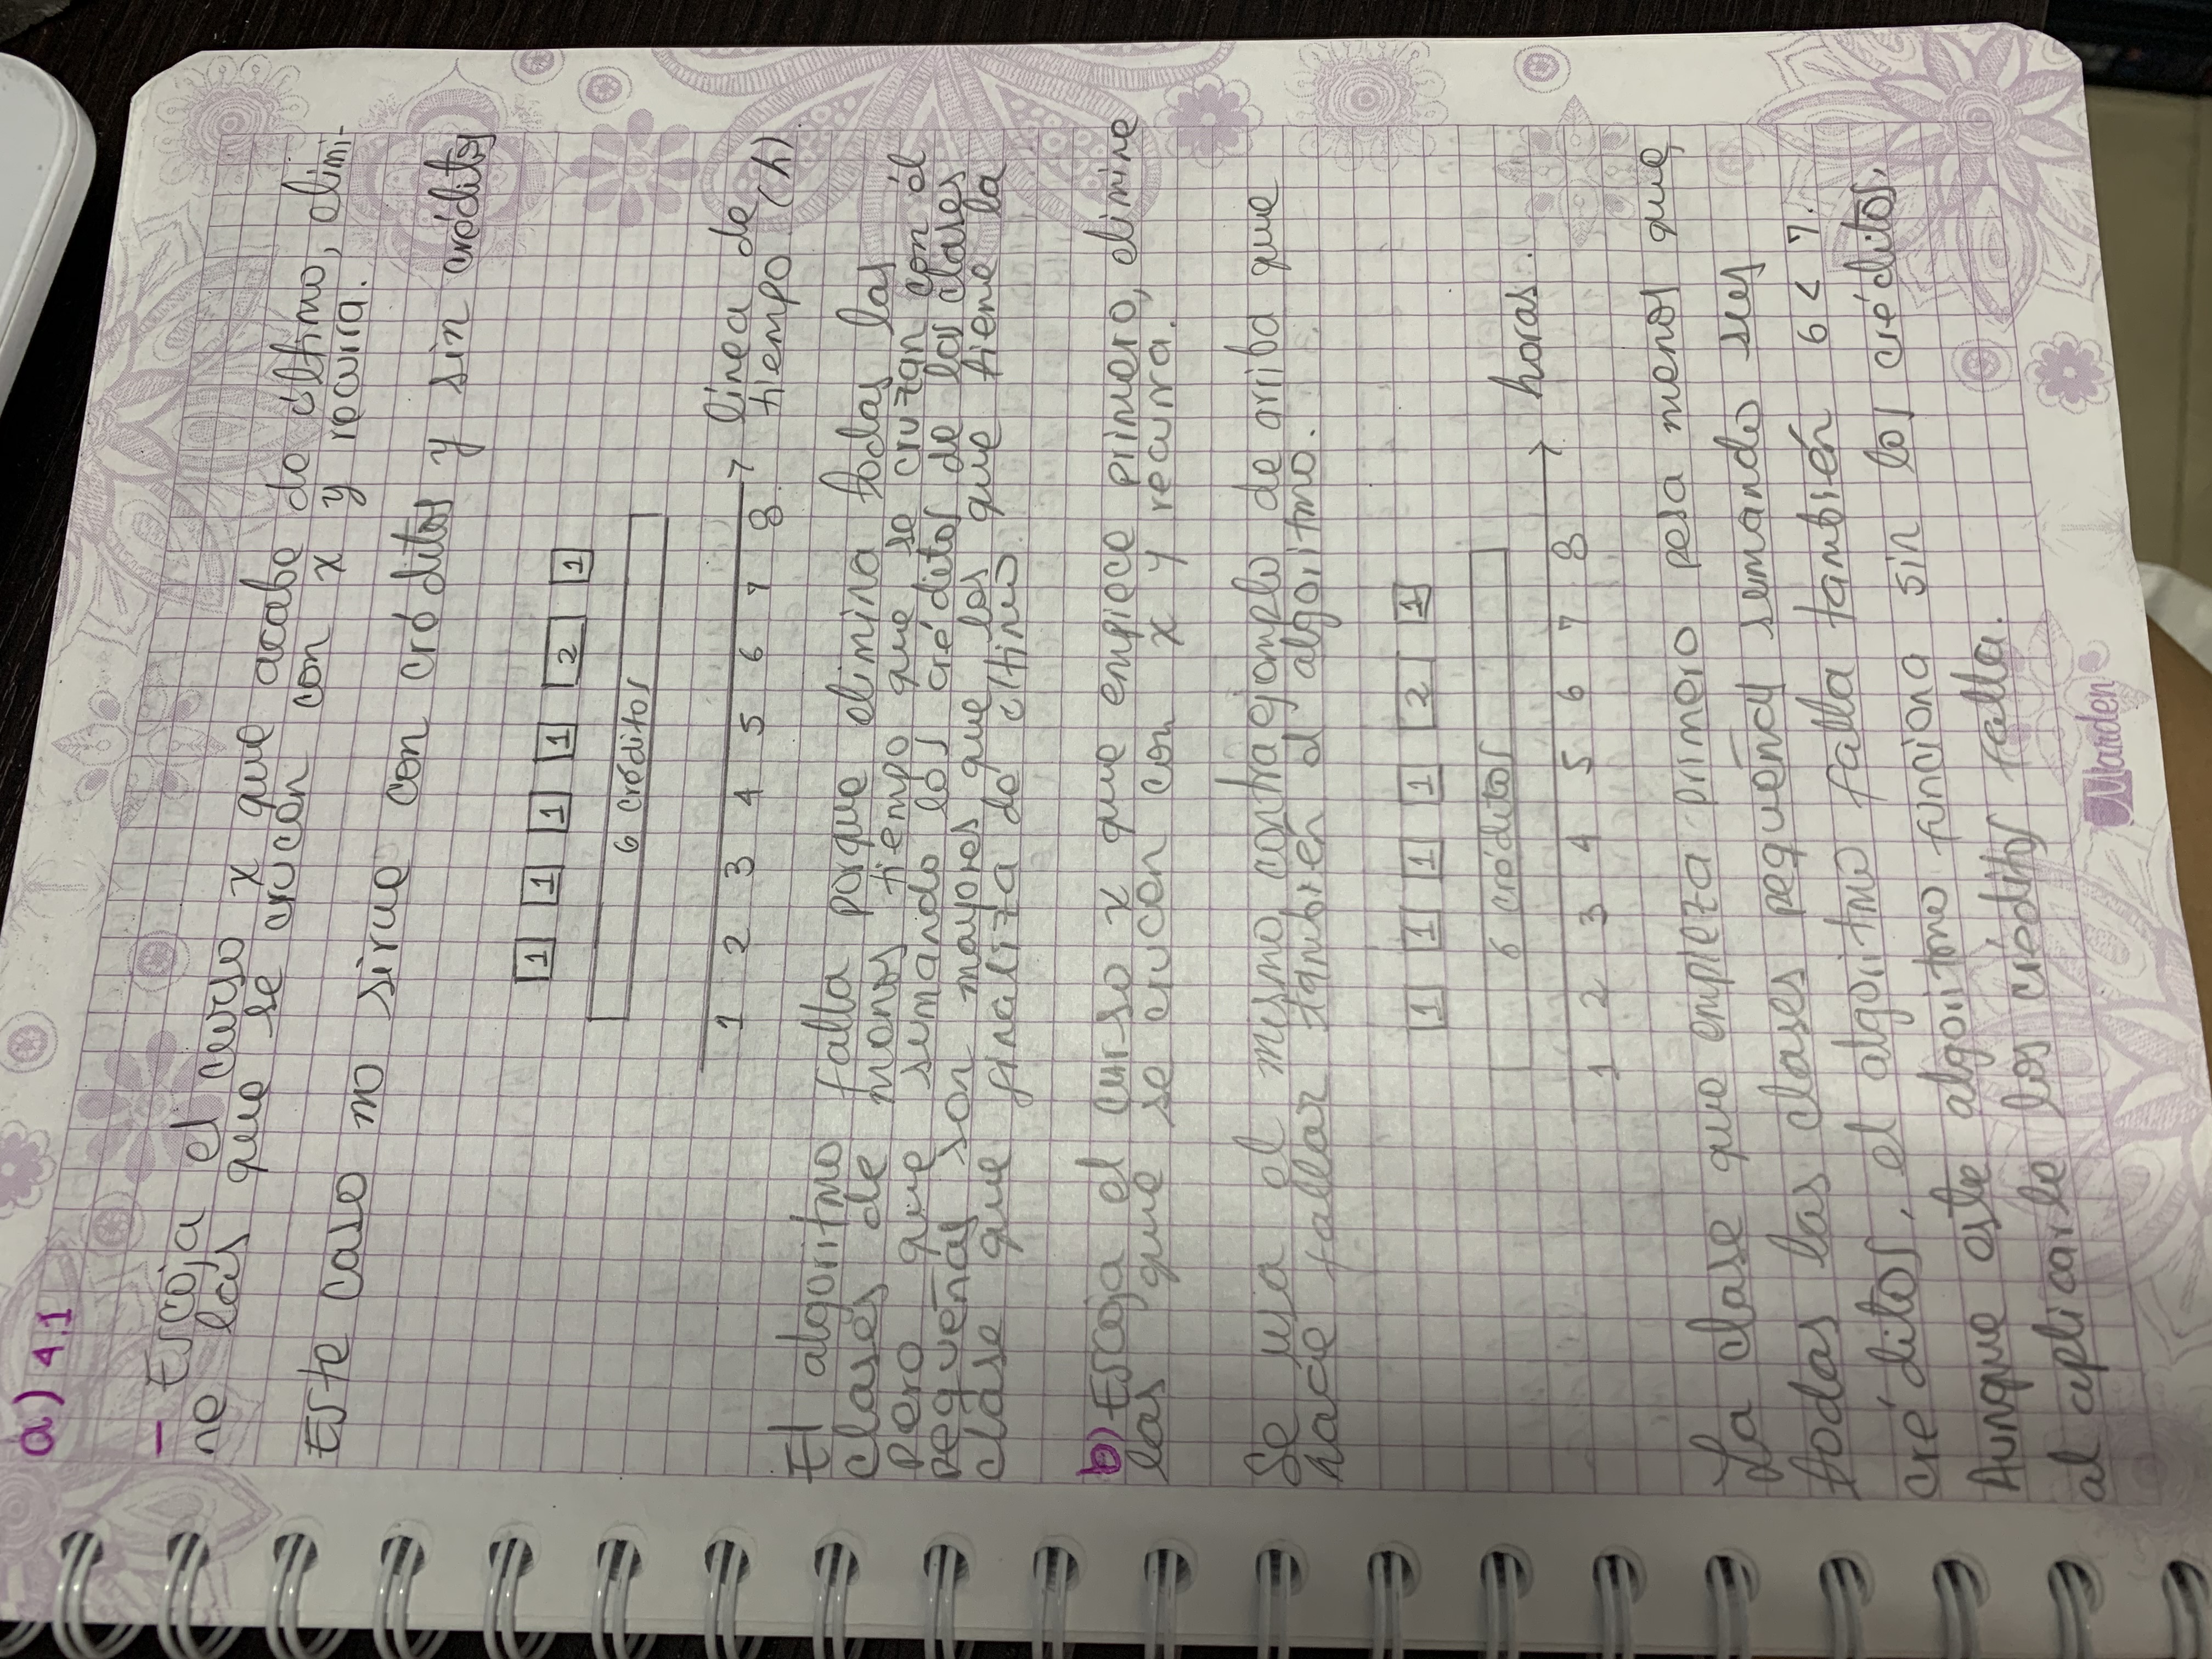 a) 4.1
- Escoja el curso x que acabe de último, elimi-
ne las que se crucen con x y recurra.
Este caso no sirve con créditos y sin créditos
1 1 1 1 2 1
6 créditos
1 2 3 4 5 6 7 8 línea de
tiempo (h)
El algoritmo falla porque elimina todas las
clases de menos tiempo que se cruzan con él
pero que sumando los créditos de las clases
pequeñas son mayores que los que tiene la
clase que finaliza de último.
b) Escoja el curso x que empiece primero, elimine
las que se crucen con x y recurra.
Se usa el mismo contraejemplo de arriba que
hace fallar también el algoritmo.
1 1 1 1 2 1
6 créditos
horas.
1 2 3 4 5 6 7 8
La clase que empieza primero pesa menos que
todas las clases pequeñas sumando sus
créditos, el algoritmo falla también 6 < 7.
Aunque este algoritmo funciona sin los créditos,
al aplicarle los créditos falla.
Marden